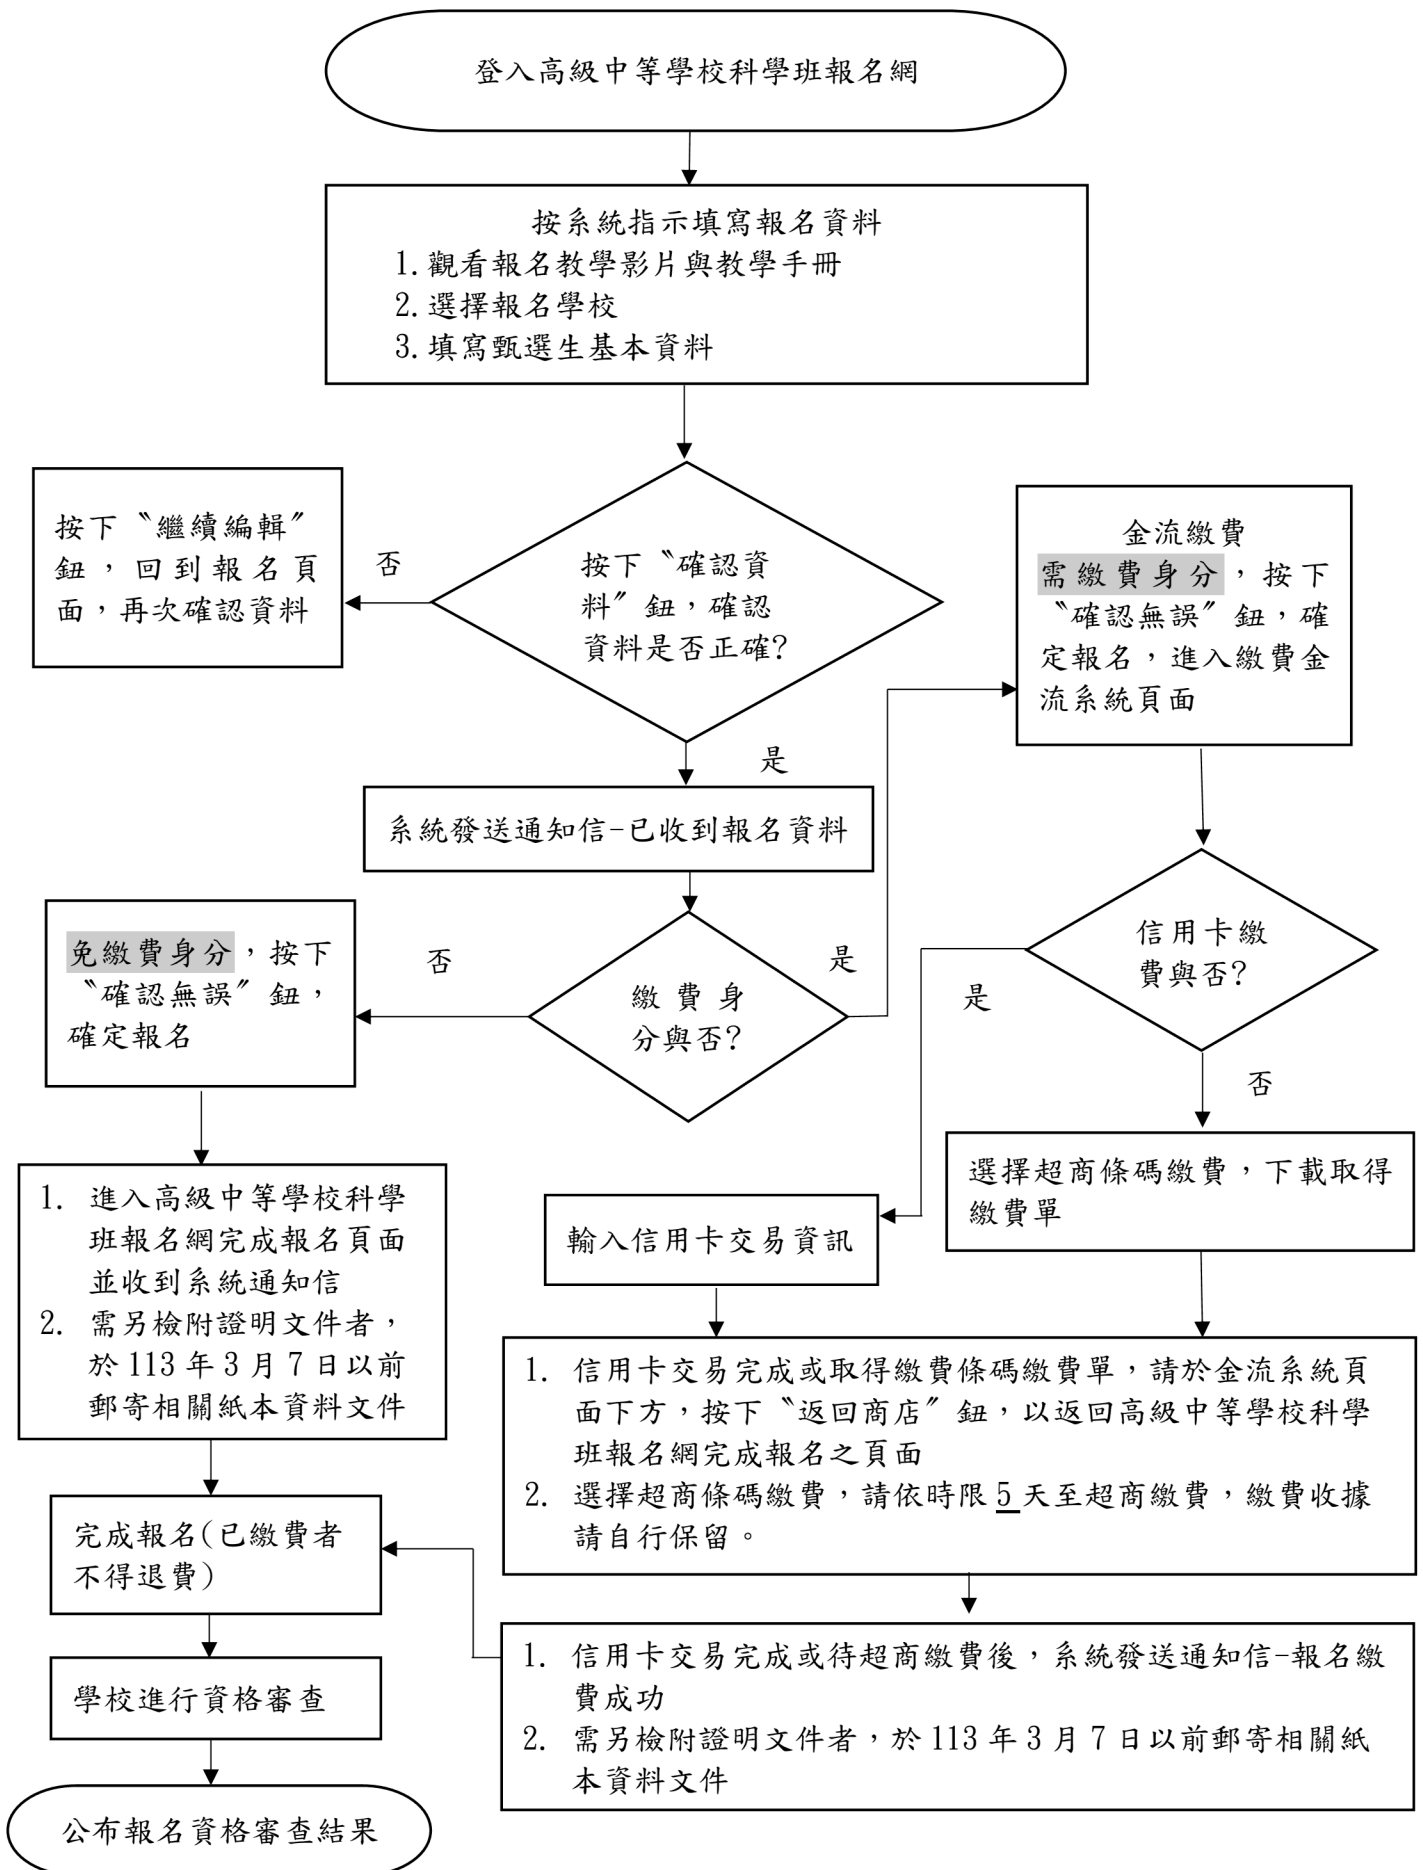 登入高級中等學校科學班報名網
按系統指示填寫報名資料
1.觀看報名教學影片與教學手冊
2.選擇報名學校
3.填寫甄選生基本資料
按下〝確認資
料〞鈕，確認
資料是否正確?
否
按下〝繼續編輯〞
鈕，回到報名頁
面，再次確認資料
是
系統發送通知信-已收到報名資料
繳費身
分與否?
否
免繳費身分，按下
〝確認無誤〞鈕，
確定報名
是
金流繳費
需繳費身分，按下
〝確認無誤〞鈕，確
定報名，進入繳費金
流系統頁面
信用卡繳
費與否?
是
否
選擇超商條碼繳費，下載取得
繳費單
輸入信用卡交易資訊
1. 進入高級中等學校科學
班報名網完成報名頁面
並收到系統通知信
2. 需另檢附證明文件者，
於 113 年 3 月 7 日以前
郵寄相關紙本資料文件
1. 信用卡交易完成或取得繳費條碼繳費單，請於金流系統頁
面下方，按下〝返回商店〞鈕，以返回高級中等學校科學
班報名網完成報名之頁面
2. 選擇超商條碼繳費，請依時限 5 天至超商繳費，繳費收據
請自行保留。
1. 信用卡交易完成或待超商繳費後，系統發送通知信-報名繳
費成功
2. 需另檢附證明文件者，於 113 年 3 月 7 日以前郵寄相關紙
本資料文件
完成報名(已繳費者
不得退費)
學校進行資格審查
公布報名資格審查結果